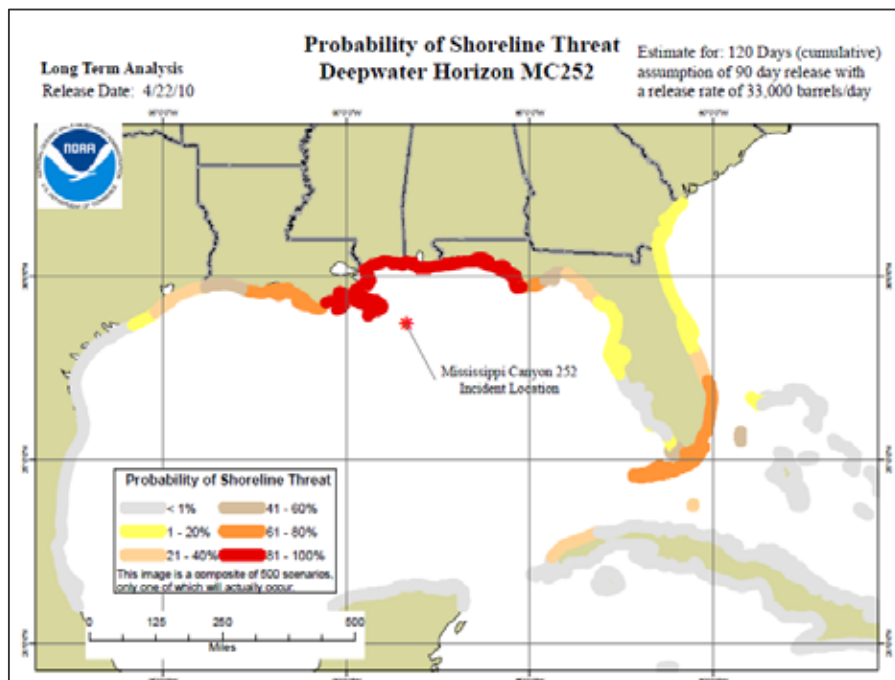 Probability of Shoreline Threat
Deepwater Horizon MC252
Long Term Analysis
Release Date: 4/22/10
Estimate for: 120 Days (cumulative)
assumption of 90 day release with
a release rate of 33,000 barrels/day
NOAA
Mississippi Canyon 252
Incident Location
Probability of Shoreline Threat
< 1%
41 - 60%
1 - 20%
61 - 80%
21 - 40%
81 - 100%
This image is a composite of 500 scenarios,
only one of which will actually occur.
0 125 250 500
Miles